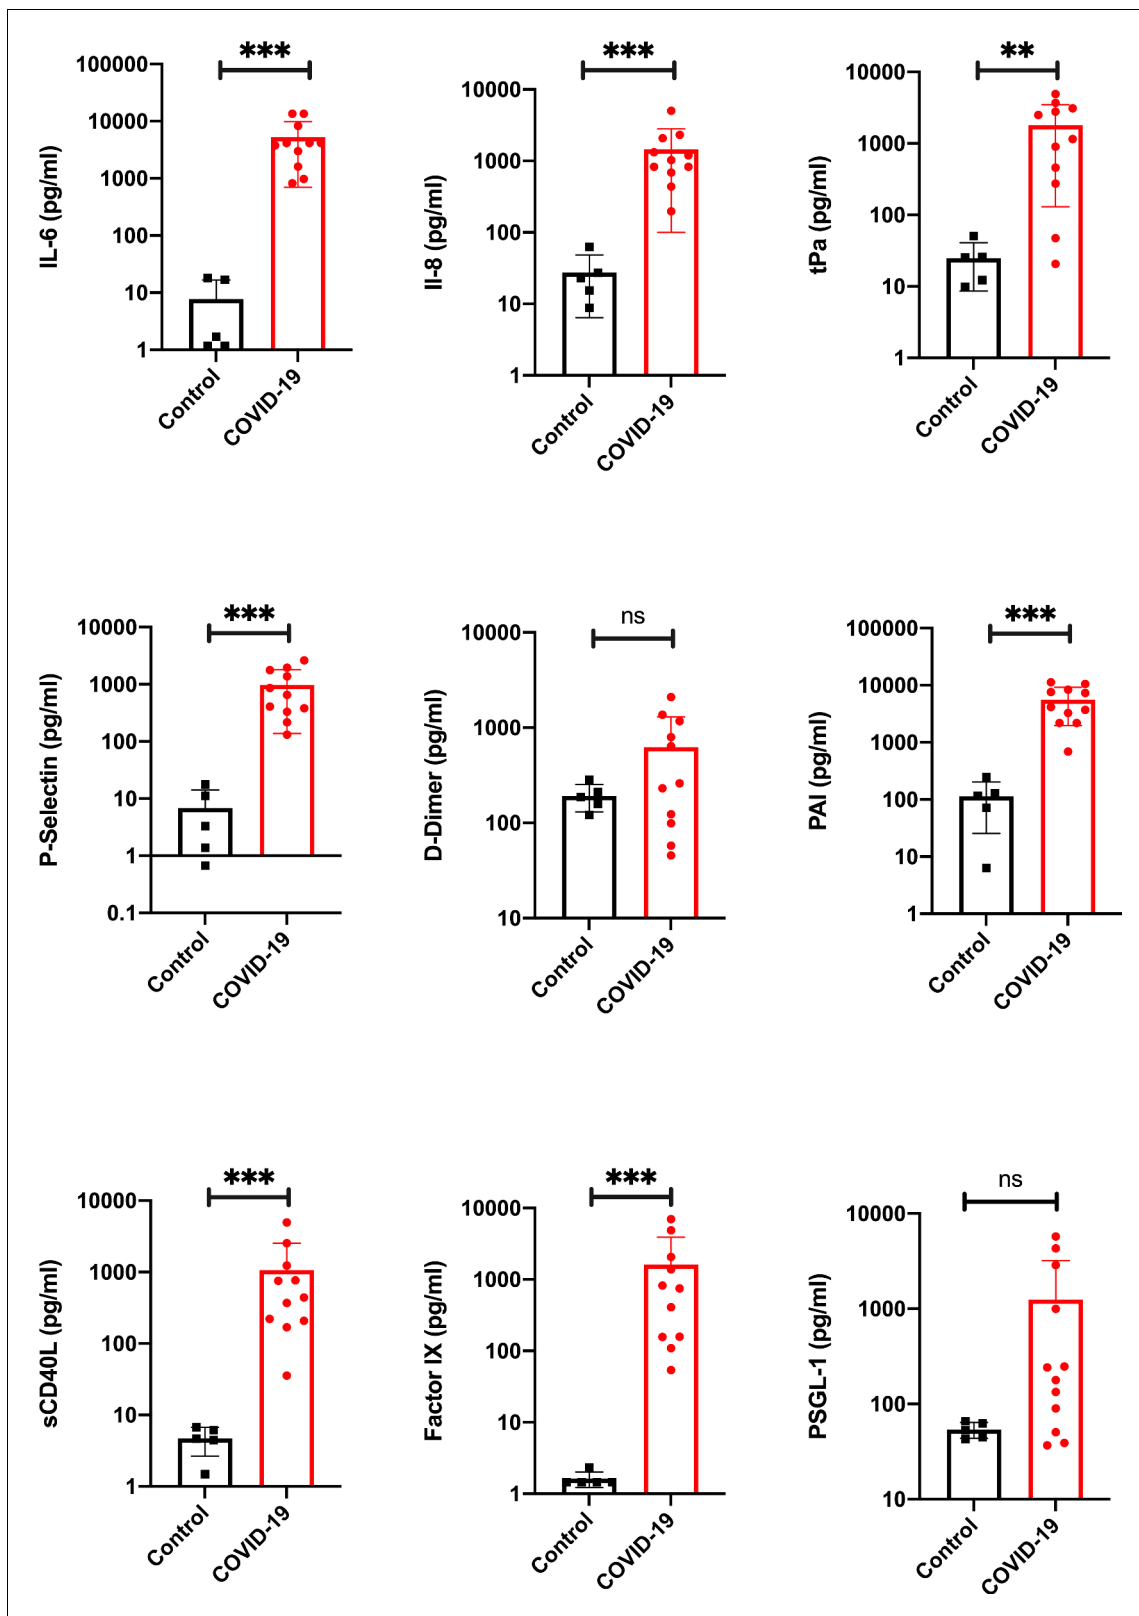 ***
IL-6 (pg/ml)
100000
10000
1000
100
10
1
Control
COVID-19
***
Il-8 (pg/ml)
10000
1000
100
10
1
Control
COVID-19
**
tPa (pg/ml)
10000
1000
100
10
1
Control
COVID-19
***
P-Selectin (pg/ml)
10000
1000
100
10
1
0.1
Control
COVID-19
ns
D-Dimer (pg/ml)
10000
1000
100
10
Control
COVID-19
***
PAI (pg/ml)
100000
10000
1000
100
10
1
Control
COVID-19
***
sCD40L (pg/ml)
10000
1000
100
10
1
Control
COVID-19
***
Factor IX (pg/ml)
10000
1000
100
10
1
Control
COVID-19
ns
PSGL-1 (pg/ml)
10000
1000
100
10
Control
COVID-19